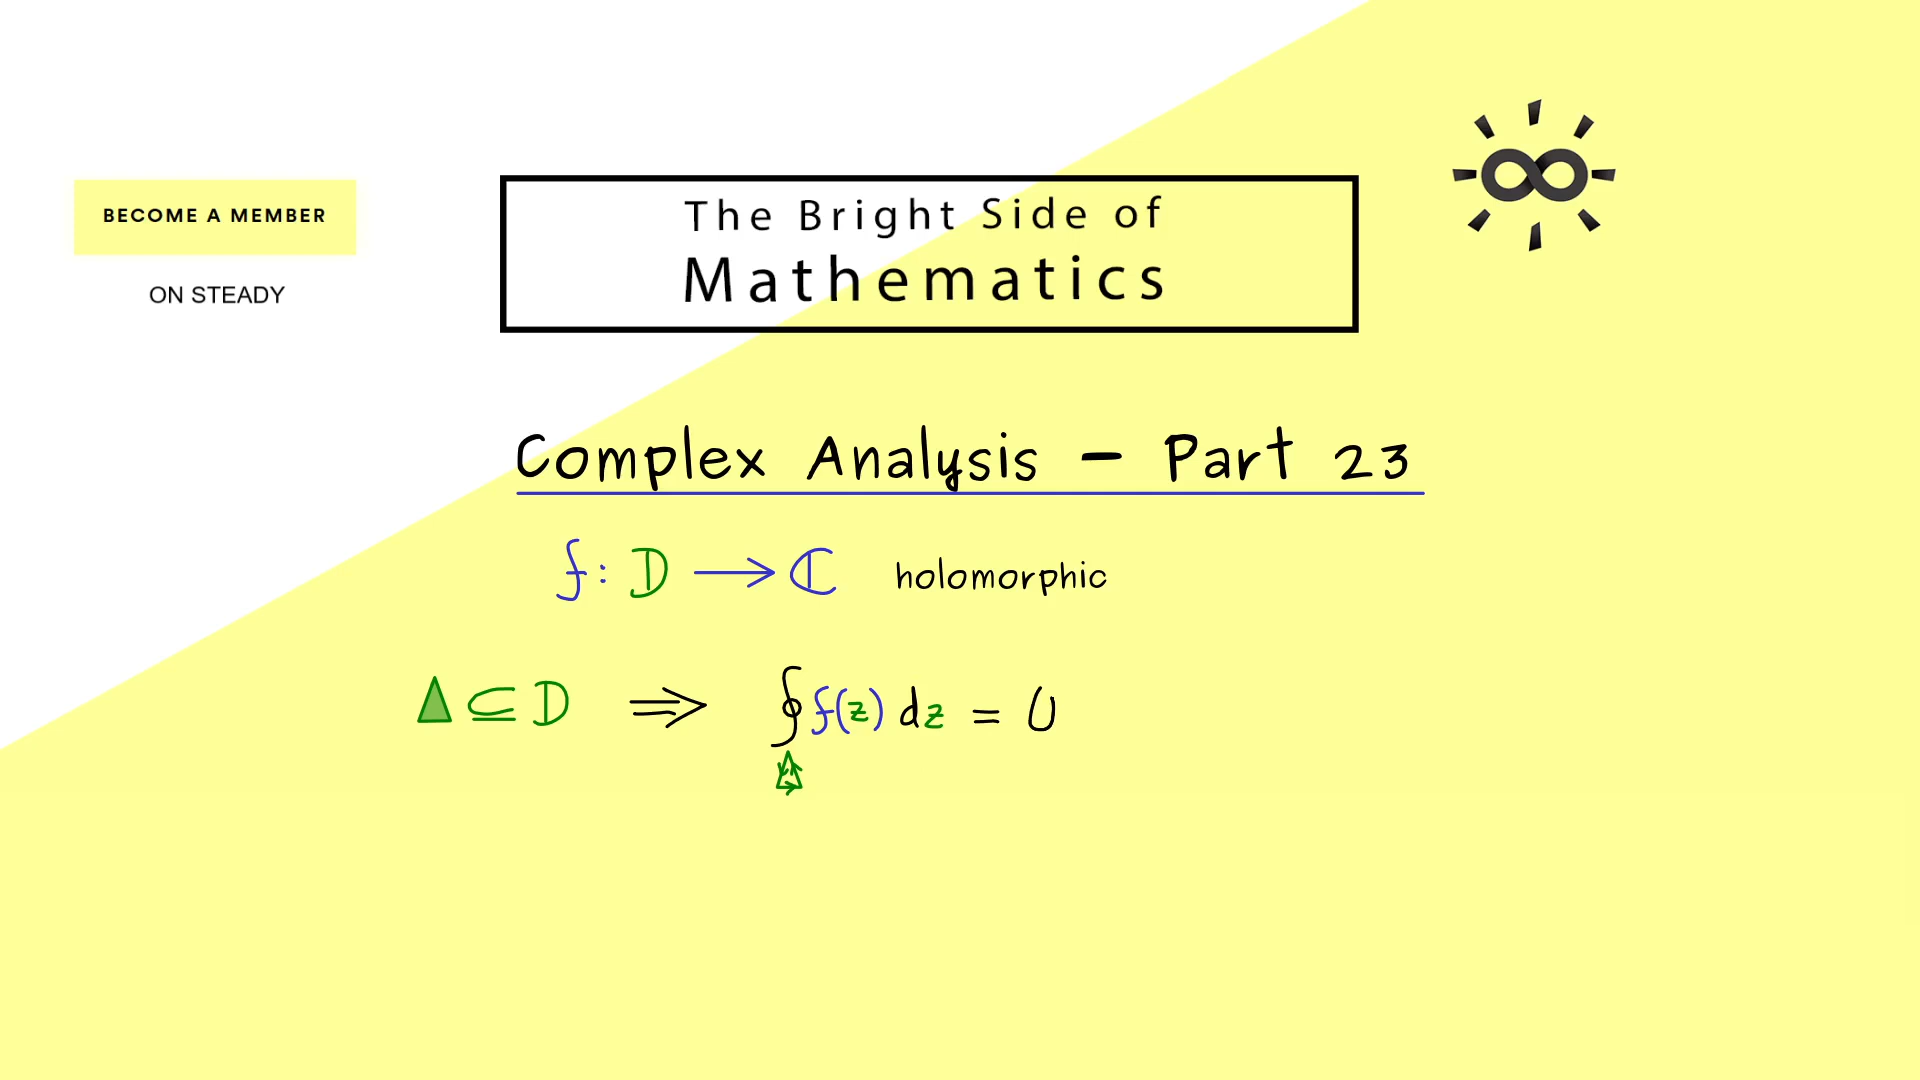 BECOME A MEMBER
ON STEADY
The Bright Side of
Mathematics
Complex Analysis – Part 23
f: D ⟶ ℂ holomorphic
▲ ⊆ D ⟹ ∮ f(z) dz = 0
△